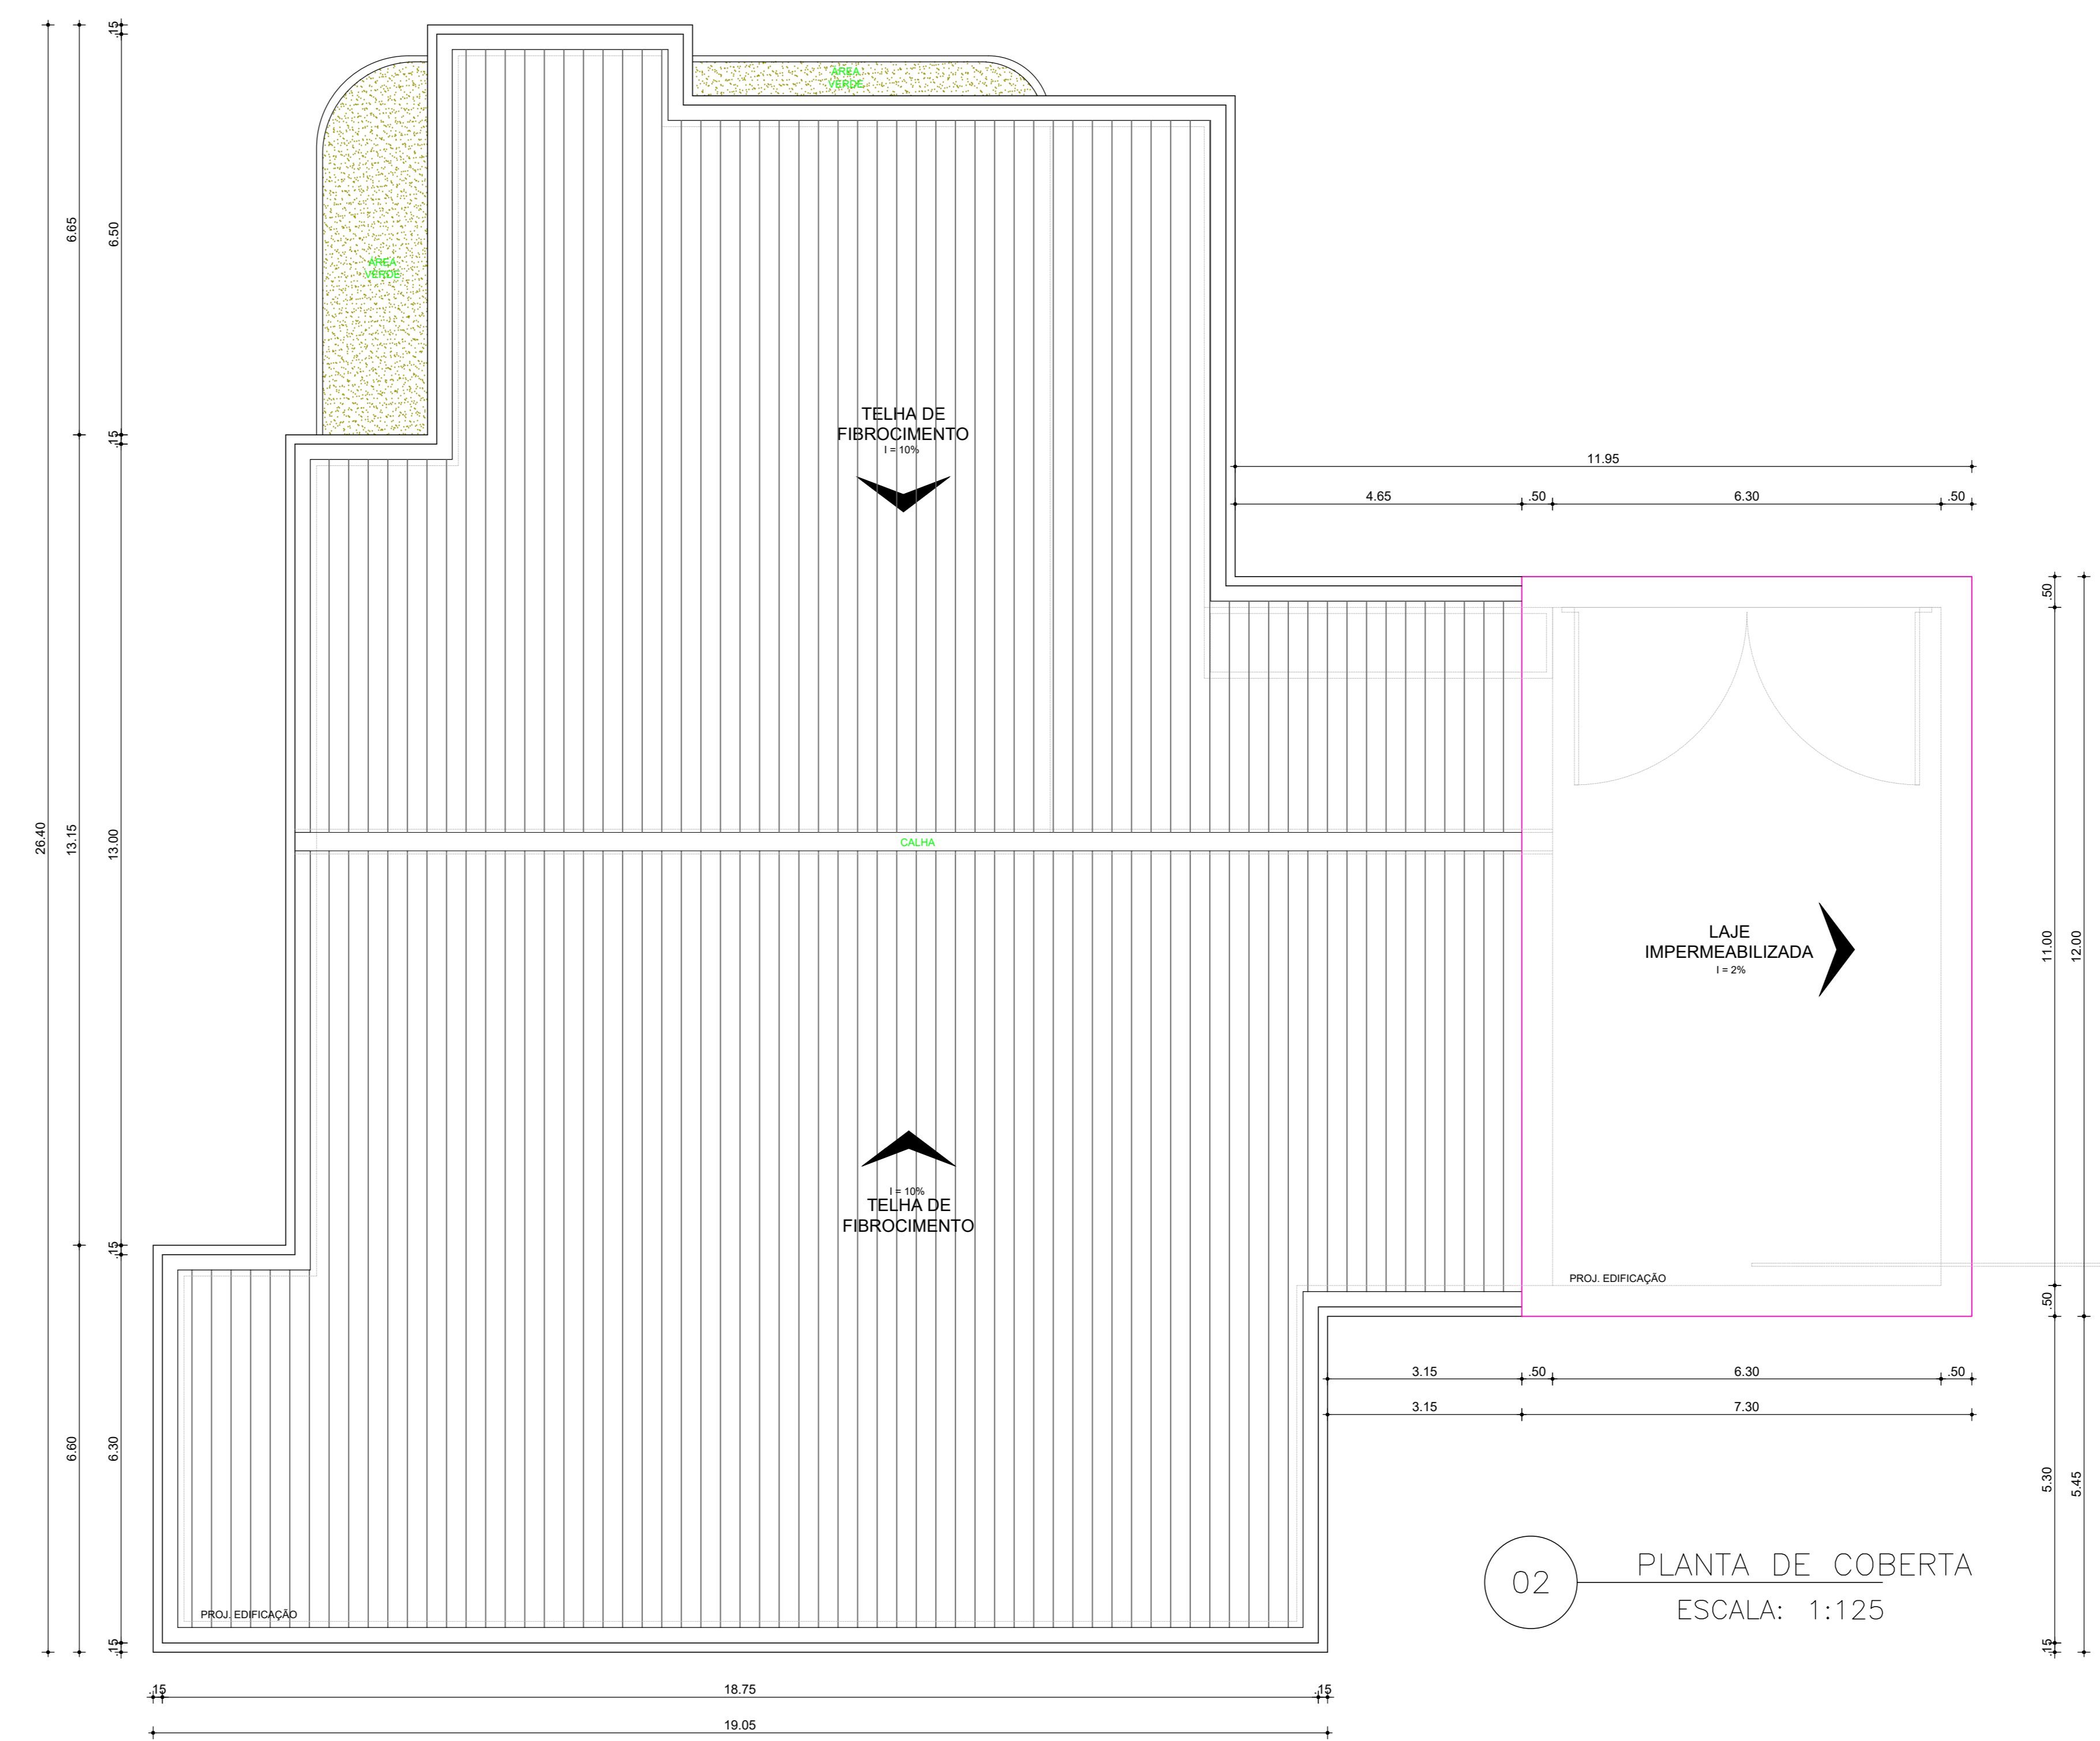 .15
6.65
6.50
.15
26.40
13.15
13.00
.15
6.60
6.30
.15
ÁREA
VERDE
ÁREA
VERDE
TELHA DE
FIBROCIMENTO
I = 10%
11.95
4.65
.50
6.30
.50
.50
11.00
12.00
CALHA
LAJE
IMPERMEABILIZADA
I = 2%
I = 10%
TELHA DE
FIBROCIMENTO
PROJ. EDIFICAÇÃO
.50
3.15
.50
6.30
.50
3.15
7.30
5.30
5.45
.15
PROJ. EDIFICAÇÃO
02
PLANTA DE COBERTA
ESCALA: 1:125
.15
18.75
.15
19.05